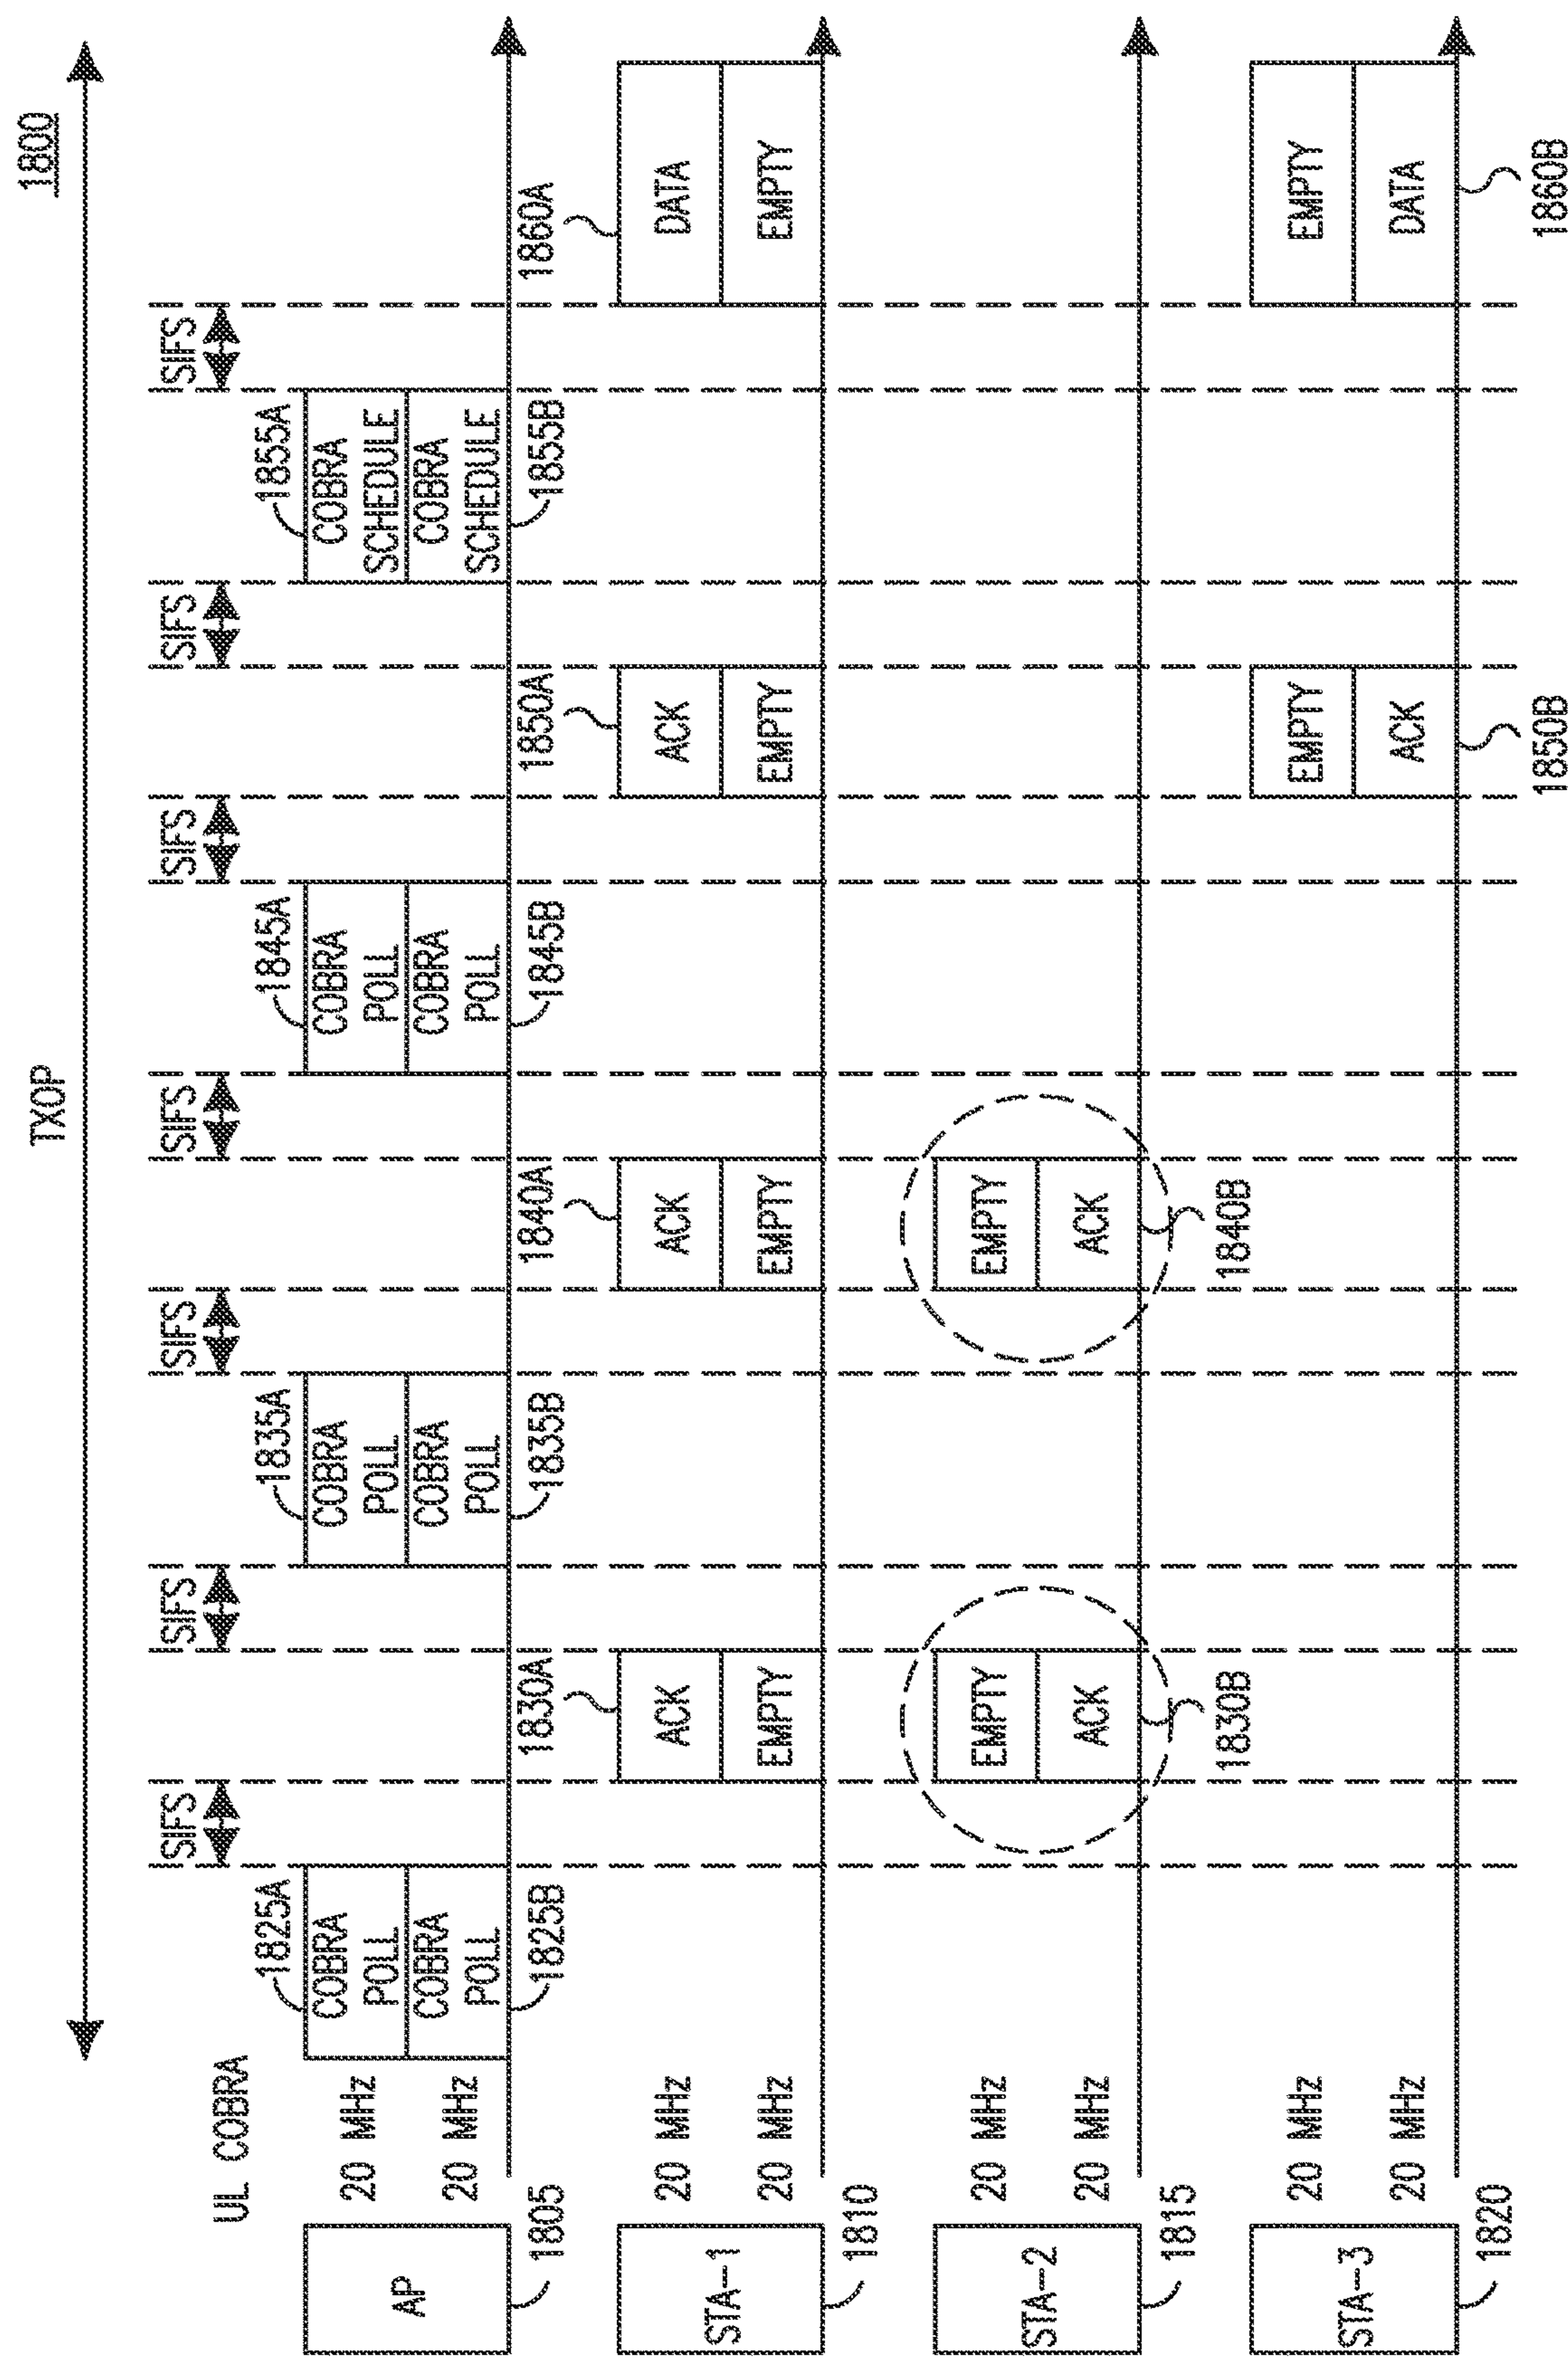 1800
TXOP
UL COBRA
SIFS
SIFS
SIFS
SIFS
SIFS
SIFS
SIFS
AP
1805
20 MHz
20 MHz
1825A
COBRA POLL
COBRA POLL
1825B
1835A
COBRA POLL
COBRA POLL
1835B
1845A
COBRA POLL
COBRA POLL
1845B
1855A
COBRA SCHEDULE
COBRA SCHEDULE
1855B
STA-1
1810
20 MHz
20 MHz
1830A
ACK
EMPTY
1840A
ACK
EMPTY
1850A
ACK
EMPTY
1860A
DATA
EMPTY
STA-2
1815
20 MHz
20 MHz
EMPTY
ACK
1830B
EMPTY
ACK
1840B
STA-3
1820
20 MHz
20 MHz
EMPTY
ACK
1850B
EMPTY
DATA
1860B